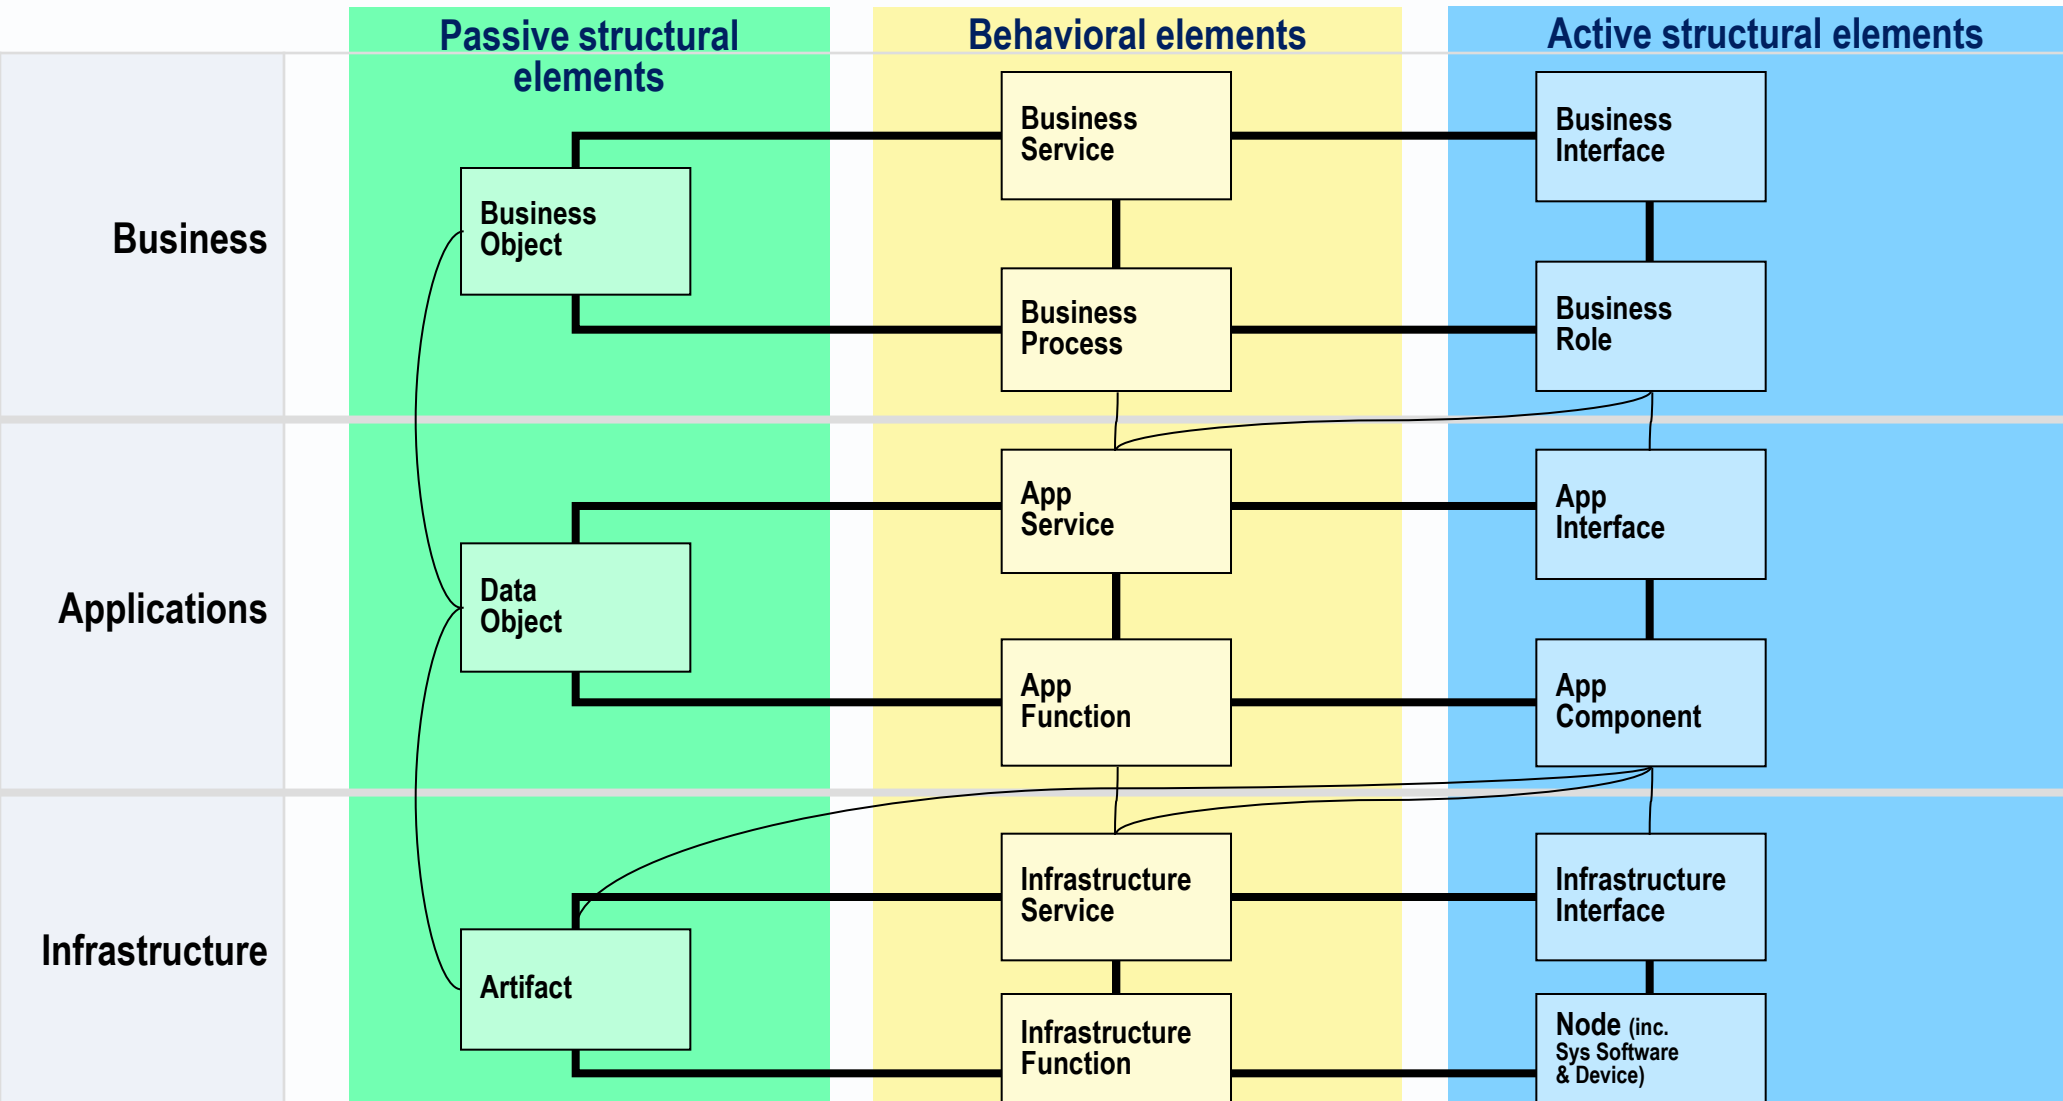 Passive structural
elements
Behavioral elements
Active structural elements
Business
Business
Object
Business
Service
Business
Interface
Business
Process
Business
Role
Applications
Data
Object
App
Service
App
Interface
App
Function
App
Component
Infrastructure
Artifact
Infrastructure
Service
Infrastructure
Interface
Infrastructure
Function
Node (inc.
Sys Software
& Device)